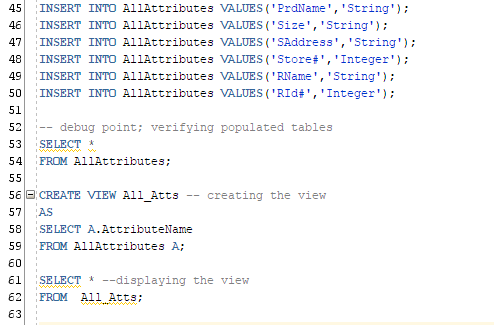 45 INSERT INTO AllAttributes VALUES('PrdName','String');
46 INSERT INTO AllAttributes VALUES('Size','String');
47 INSERT INTO AllAttributes VALUES('SAddress','String');
48 INSERT INTO AllAttributes VALUES('Store#','Integer');
49 INSERT INTO AllAttributes VALUES('RName','String');
50 INSERT INTO AllAttributes VALUES('RId#','Integer');
51
52 -- debug point; verifying populated tables
53 SELECT *
54 FROM AllAttributes;
55
56 CREATE VIEW All_Atts -- creating the view
57 AS
58 SELECT A.AttributeName
59 FROM AllAttributes A;
60
61 SELECT * --displaying the view
62 FROM  All_Atts;
63